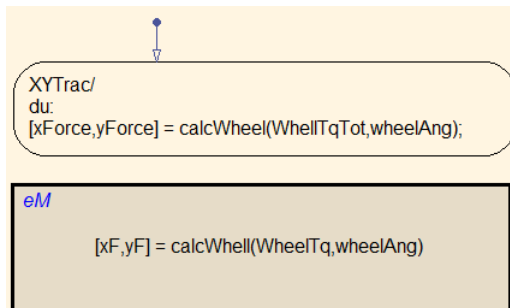 XYTrac/
du:
[xForce,yForce] = calcWheel(WhellTqTot,wheelAng);
eM
[xF,yF] = calcWhell(WheelTq,wheelAng)